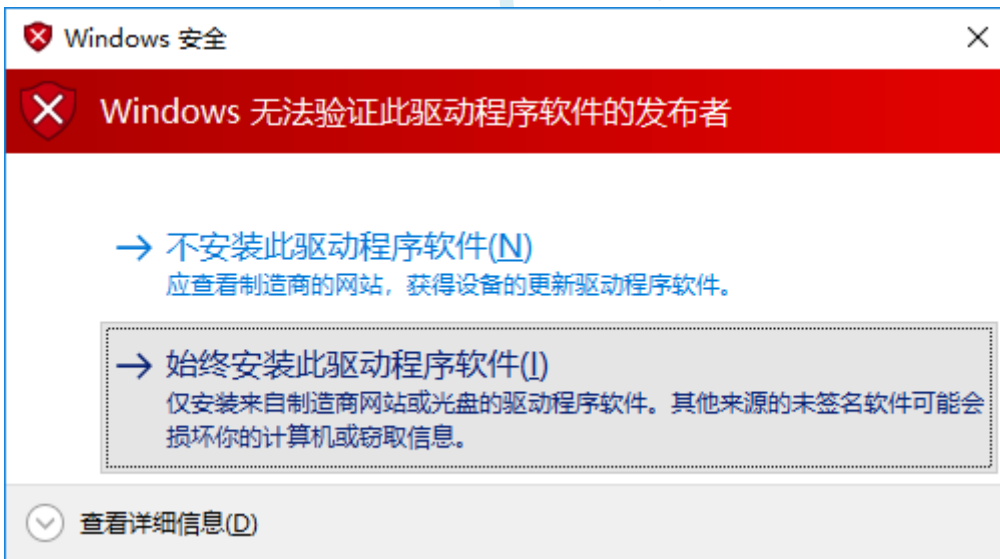 Windows 安全
Windows 无法验证此驱动程序软件的发布者
不安装此驱动程序软件(N)
应查看制造商的网站，获得设备的更新驱动程序软件。
始终安装此驱动程序软件(I)
仅安装来自制造商网站或光盘的驱动程序软件。其他来源的未签名软件可能会
损坏你的计算机或窃取信息。
查看详细信息(D)